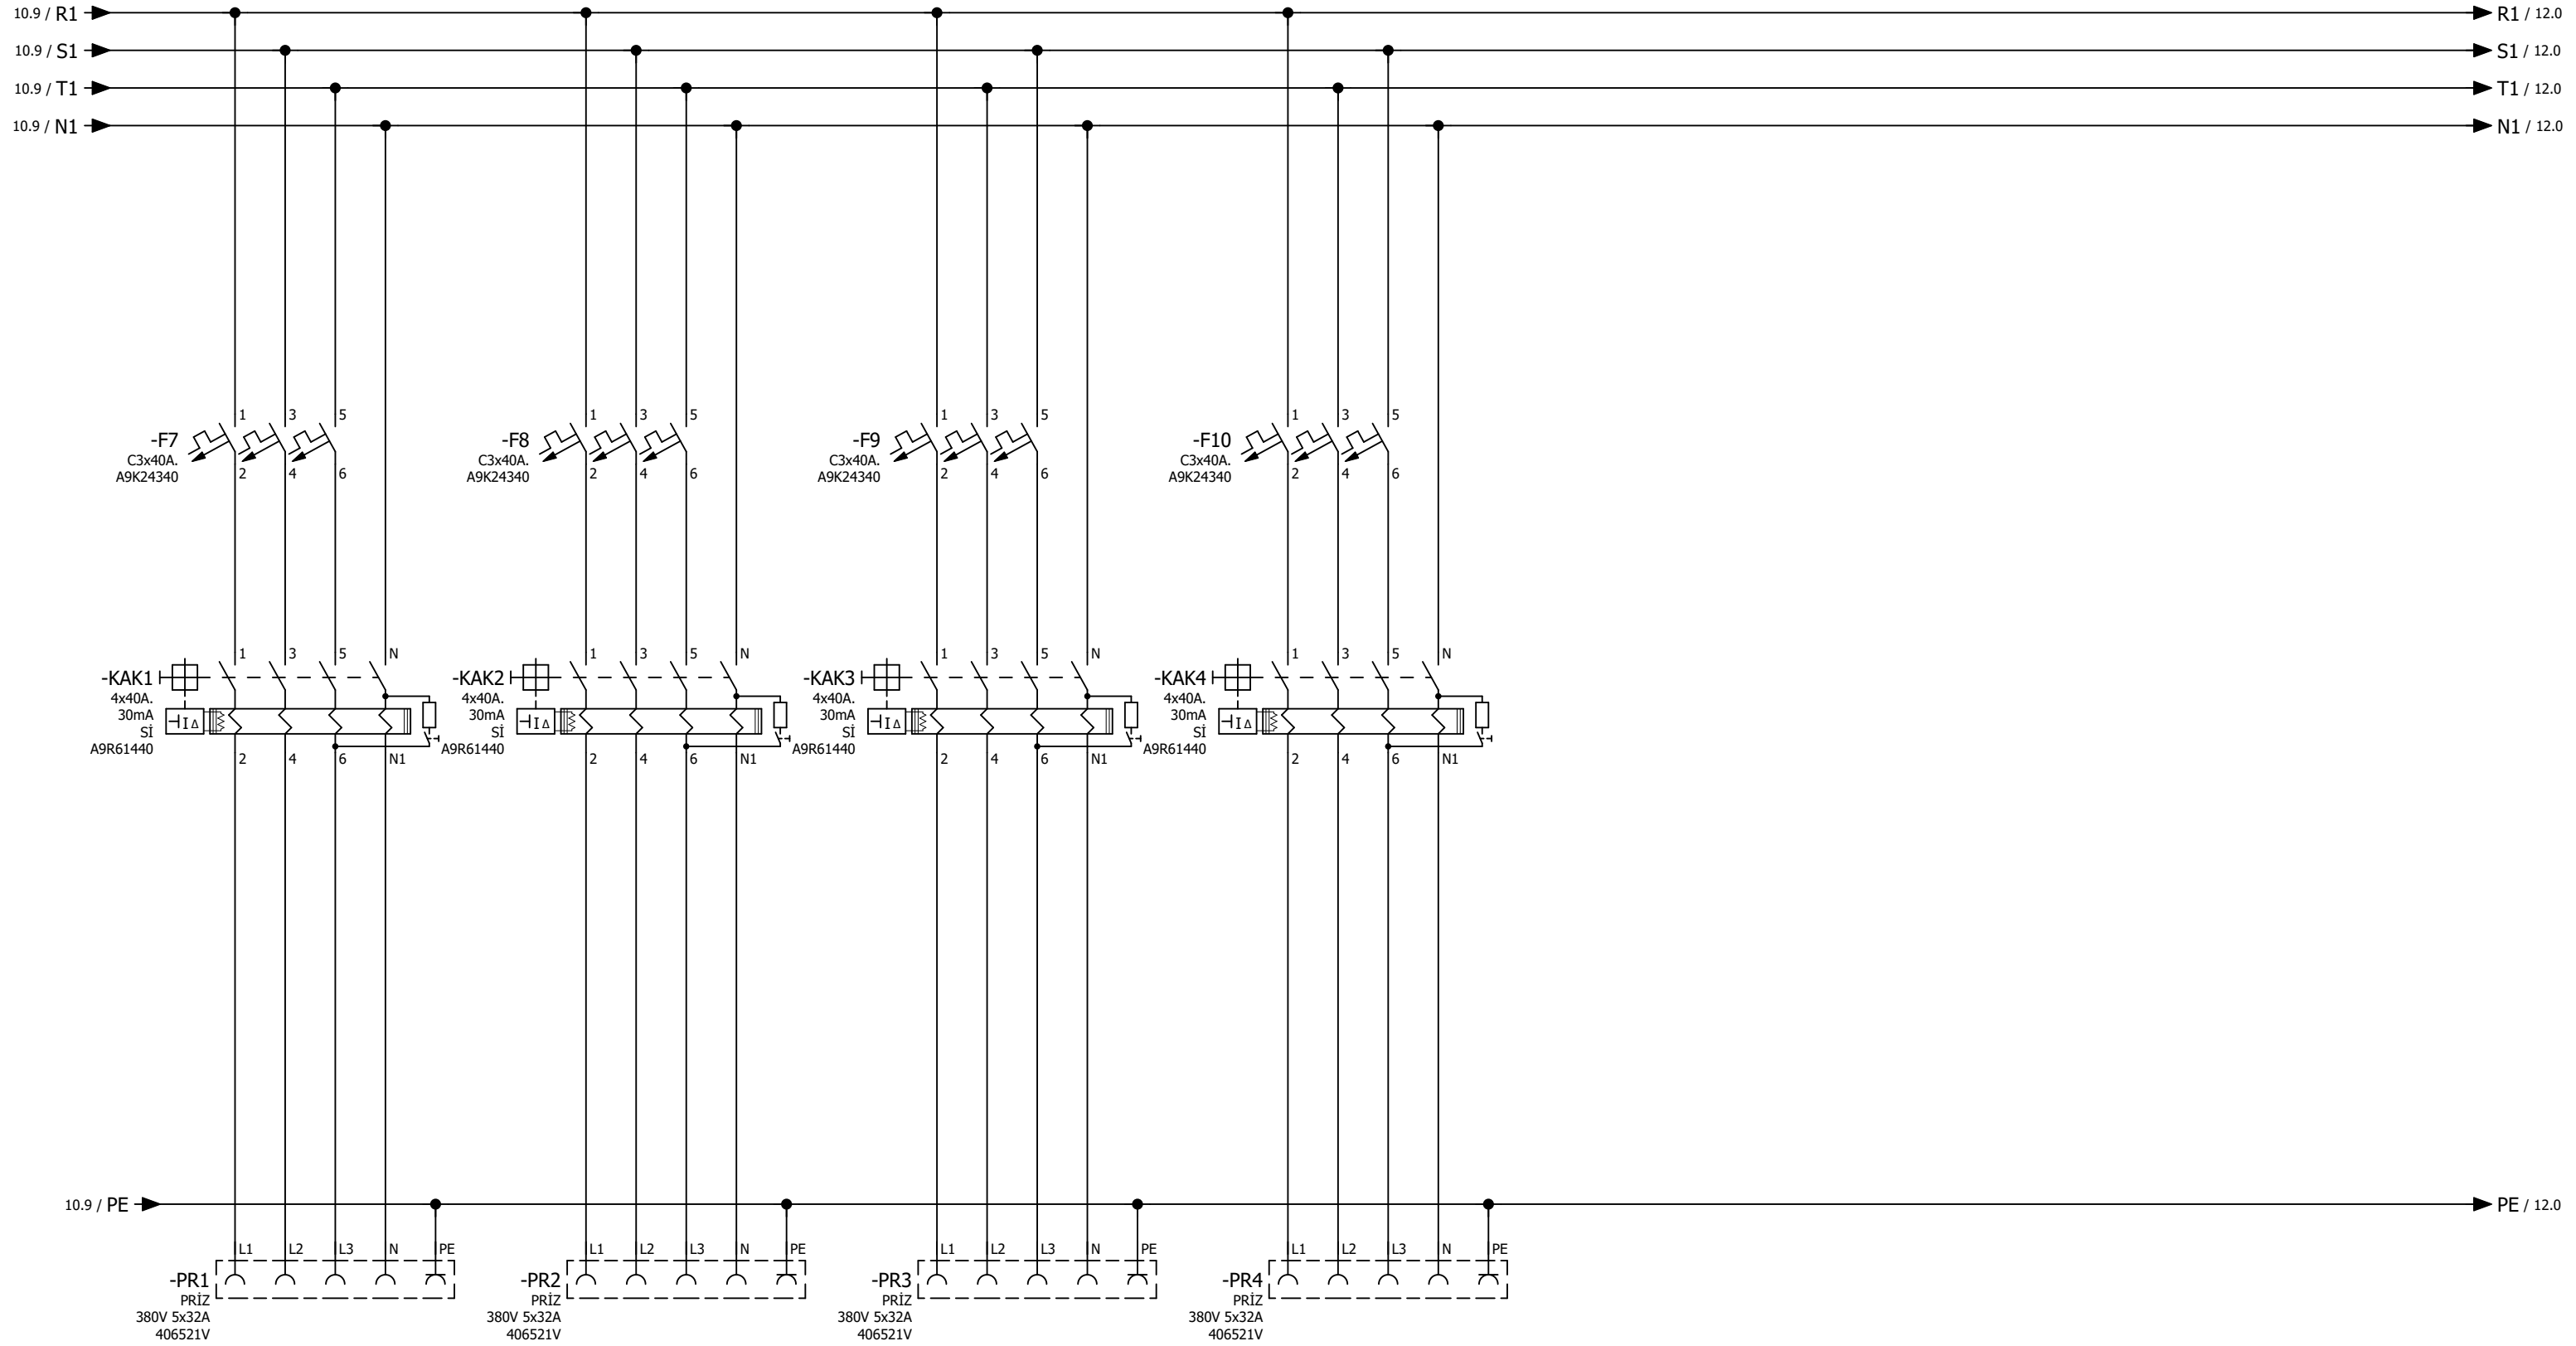 10.9 / R1 R1 / 12.0
10.9 / S1 S1 / 12.0
10.9 / T1 T1 / 12.0
10.9 / N1 N1 / 12.0
1 3 5 1 3 5 1 3 5 1 3 5
-F7 -F8 -F9 -F10
C3x40A. C3x40A. C3x40A. C3x40A.
A9K24340 A9K24340 A9K24340 A9K24340
2 4 6 2 4 6 2 4 6 2 4 6
1 3 5 N 1 3 5 N 1 3 5 N 1 3 5 N
-KAK1 -KAK2 -KAK3 -KAK4
4x40A. 4x40A. 4x40A. 4x40A.
30mA 30mA 30mA 30mA
I∆ I∆ I∆ I∆
Sİ Sİ Sİ Sİ
A9R61440 A9R61440 A9R61440 A9R61440
2 4 6 N1 2 4 6 N1 2 4 6 N1 2 4 6 N1
10.9 / PE PE / 12.0
L1 L2 L3 N PE L1 L2 L3 N PE L1 L2 L3 N PE L1 L2 L3 N PE
-PR1 -PR2 -PR3 -PR4
PRİZ PRİZ PRİZ PRİZ
380V 5x32A 380V 5x32A 380V 5x32A 380V 5x32A
406521V 406521V 406521V 406521V